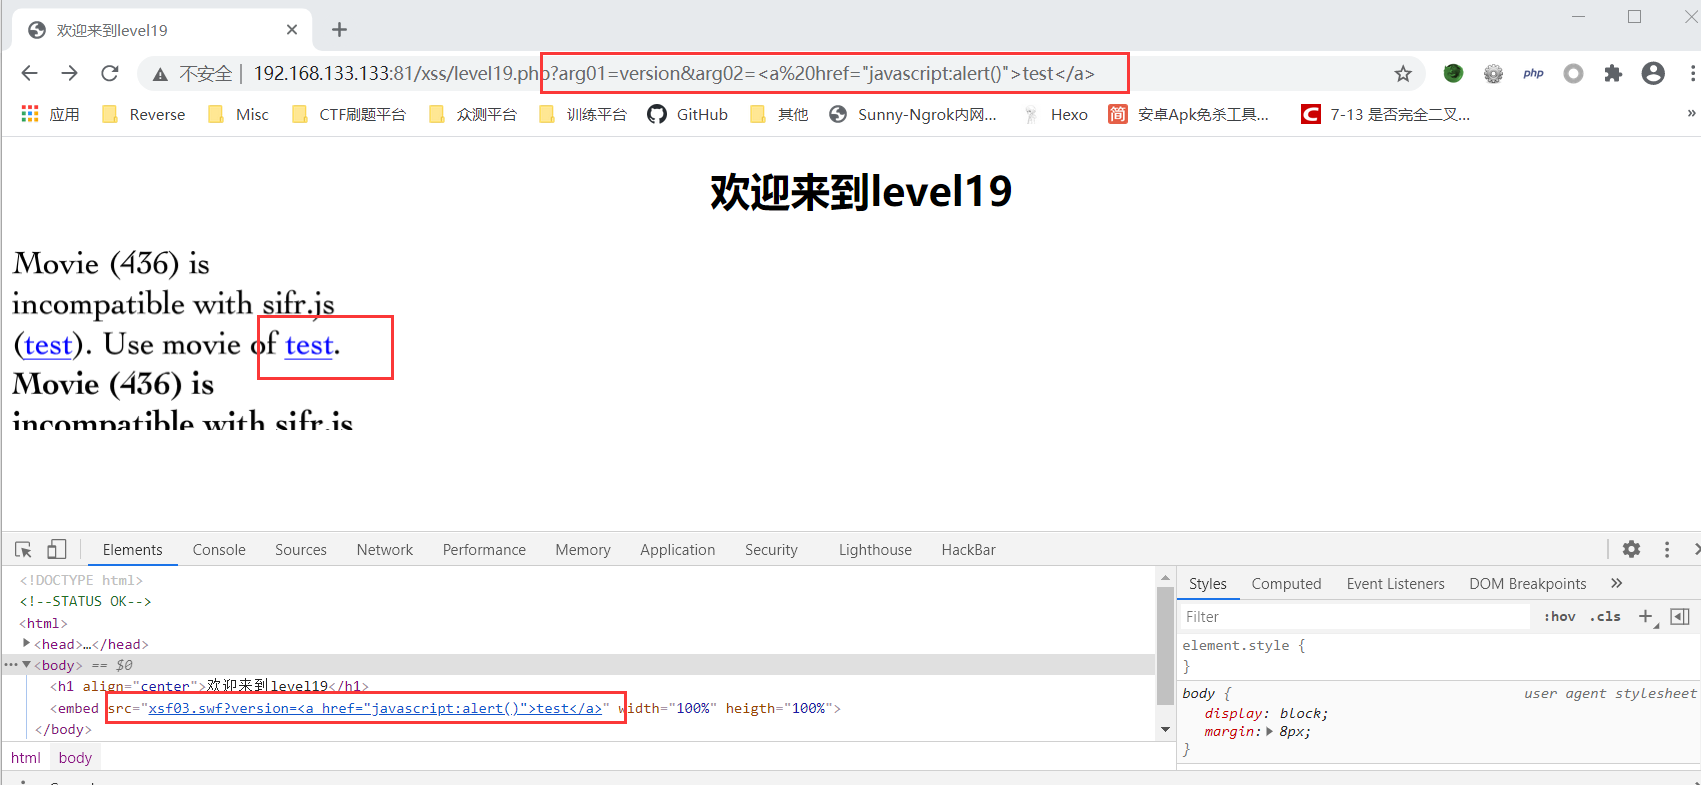 欢迎来到level19
不安全 | 192.168.133.133:81/xss/level19.php?arg01=version&arg02=<a%20href="javascript:alert()">test</a>
php
应用 Reverse Misc CTF刷题平台 众测平台 训练平台 GitHub 其他 Sunny-Ngrok内网... Hexo 简 安卓Apk免杀工具... C 7-13 是否完全二叉... »
欢迎来到level19
Movie (436) is
incompatible with sifr.js
(test). Use movie of test.
Movie (436) is
incompatible with sifr.js
Elements Console Sources Network Performance Memory Application Security Lighthouse HackBar
<!DOCTYPE html>
<!--STATUS OK-->
<html>
<head>…</head>
<body> == $0
<h1 align="center">欢迎来到level19</h1>
<embed src="xsf03.swf?version=<a href="javascript:alert()">test</a>" width="100%" heigth="100%">
</body>
html body
Styles Computed Event Listeners DOM Breakpoints »
Filter :hov .cls +
element.style {
}
body { user agent stylesheet
display: block;
margin: 8px;
}